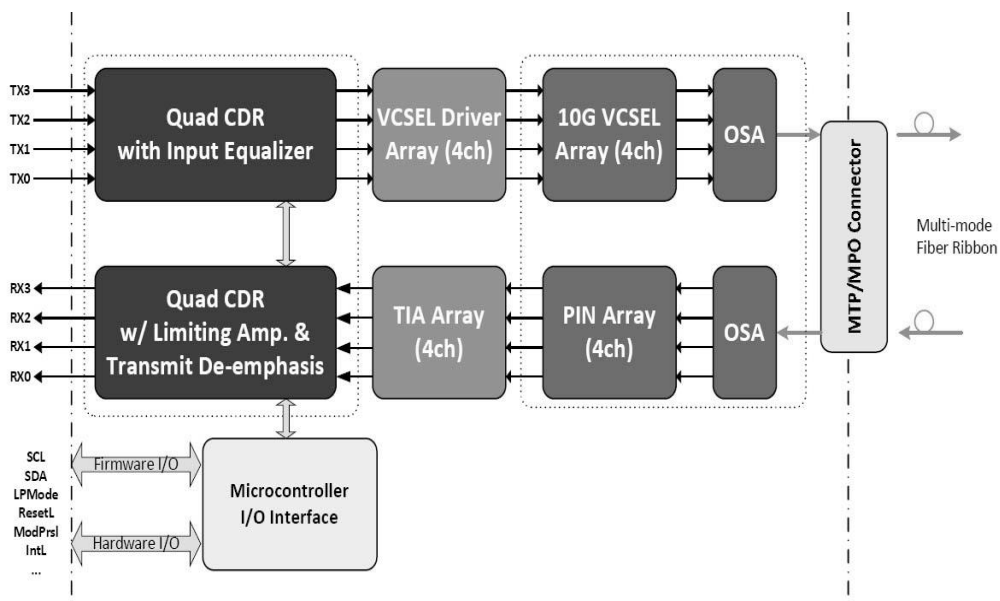 TX3
TX2
TX1
TX0
Quad CDR
with Input Equalizer
VCSEL Driver
Array (4ch)
10G VCSEL
Array (4ch)
OSA
MTP/MPO Connector
Multi-mode
Fiber Ribbon
RX3
RX2
RX1
RX0
Quad CDR
w/ Limiting Amp. &
Transmit De-emphasis
TIA Array
(4ch)
PIN Array
(4ch)
OSA
SCL
SDA
LPMode
ResetL
ModPrsl
IntL
...
Firmware I/O
Hardware I/O
Microcontroller
I/O Interface